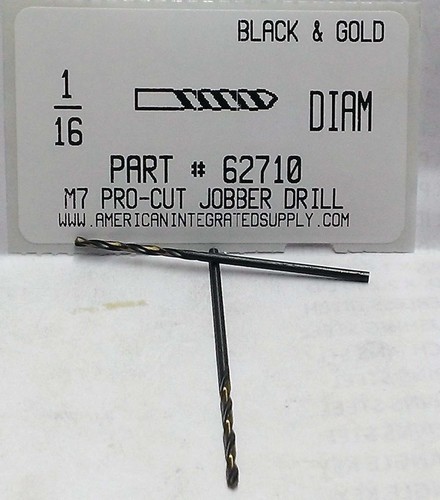 BLACK & GOLD
1
16
DIAM
PART # 62710
M7 PRO-CUT JOBBER DRILL
WWW.AMERICANINTEGRATEDSUPPLY.COM